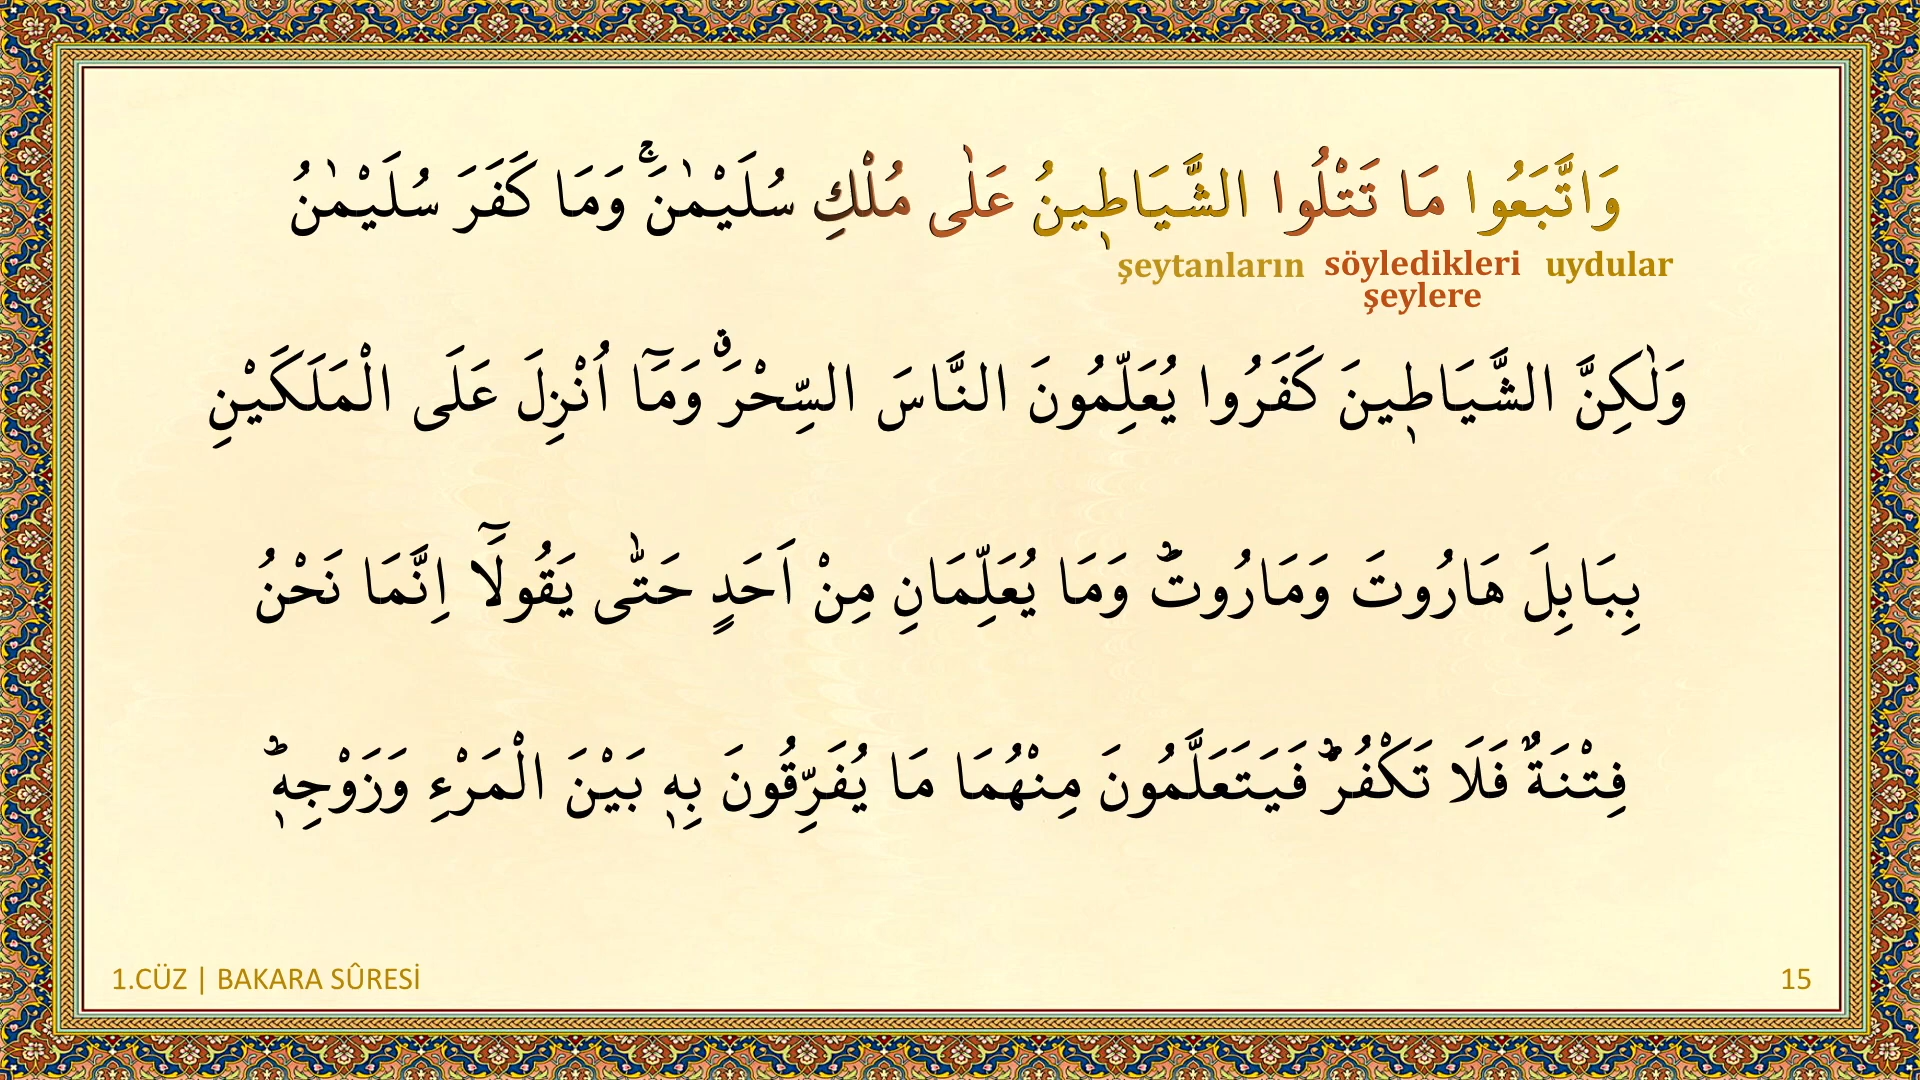 وَاتَّبَعُوا مَا تَتْلُوا الشَّيَاط۪ينُ عَلٰى مُلْكِ سُلَيْمٰنَۚ وَمَا كَفَرَ سُلَيْمٰنُ
uydular söyledikleri şeytanların
şeylere
وَلٰكِنَّ الشَّيَاط۪ينَ كَفَرُوا يُعَلِّمُونَ النَّاسَ السِّحْرَۗ وَمَٓا اُنْزِلَ عَلَى الْمَلَكَيْنِ
بِبَابِلَ هَارُوتَ وَمَارُوتَۜ وَمَا يُعَلِّمَانِ مِنْ اَحَدٍ حَتّٰى يَقُولَٓا اِنَّمَا نَحْنُ
فِتْنَةٌ فَلَا تَكْفُرْۜ فَيَتَعَلَّمُونَ مِنْهُمَا مَا يُفَرِّقُونَ بِه۪ بَيْنَ الْمَرْءِ وَزَوْجِه۪ۜ
1.CÜZ | BAKARA SÛRESİ
15